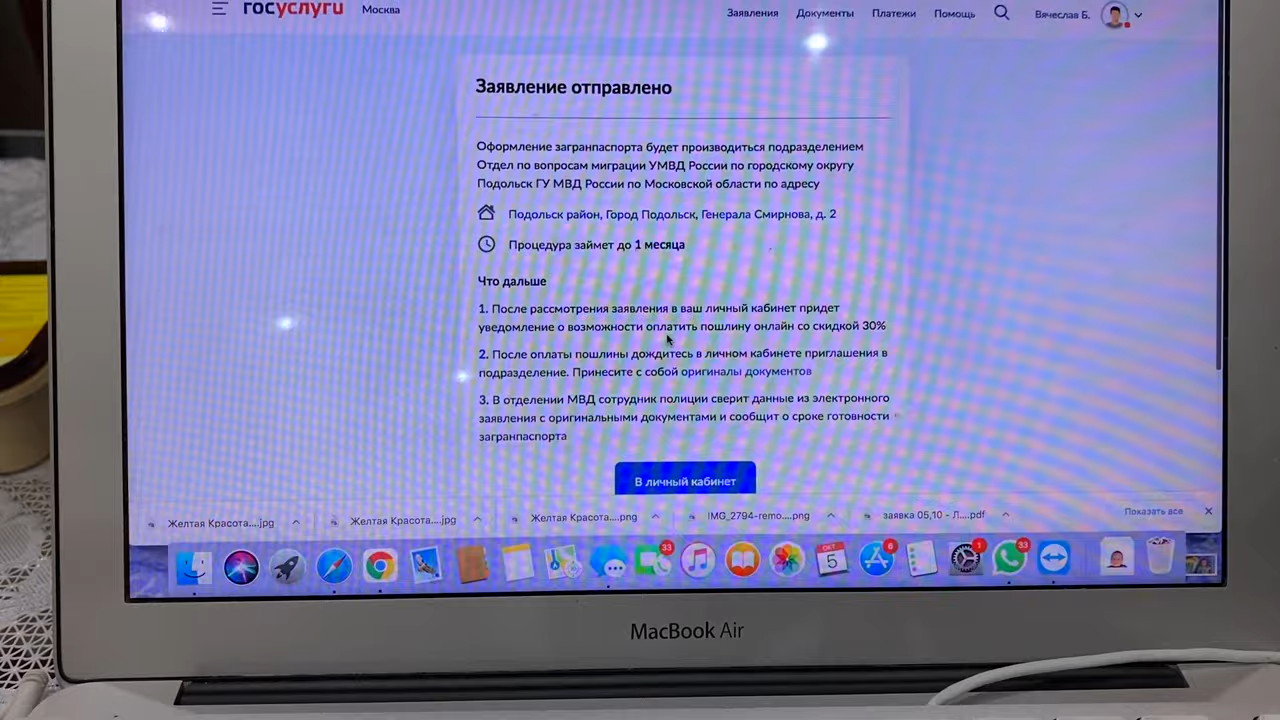 госуслуги Москва Заявления Документы Платежи Помощь Вячеслав Б.
Заявление отправлено
Оформление загранпаспорта будет производиться подразделением
Отдел по вопросам миграции УМВД России по городскому округу
Подольск ГУ МВД России по Московской области по адресу
Подольск район, Город Подольск, Генерала Смирнова, д. 2
Процедура займет до 1 месяца
Что дальше
1. После рассмотрения заявления в ваш личный кабинет придет
уведомление о возможности оплатить пошлину онлайн со скидкой 30%
2. После оплаты пошлины дождитесь в личном кабинете приглашения в
подразделение. Принесите с собой оригиналы документов
3. В отделении МВД сотрудник полиции сверит данные из электронного
заявления с оригинальными документами и сообщит о сроке готовности
загранпаспорта
В личный кабинет
Желтая Красота....jpg Желтая Красота....jpg Желтая Красота....png IMG_2794-remo....png заявка 05,10 - Л....pdf Показать все
33 ОКТ 5 6 1 33
MacBook Air